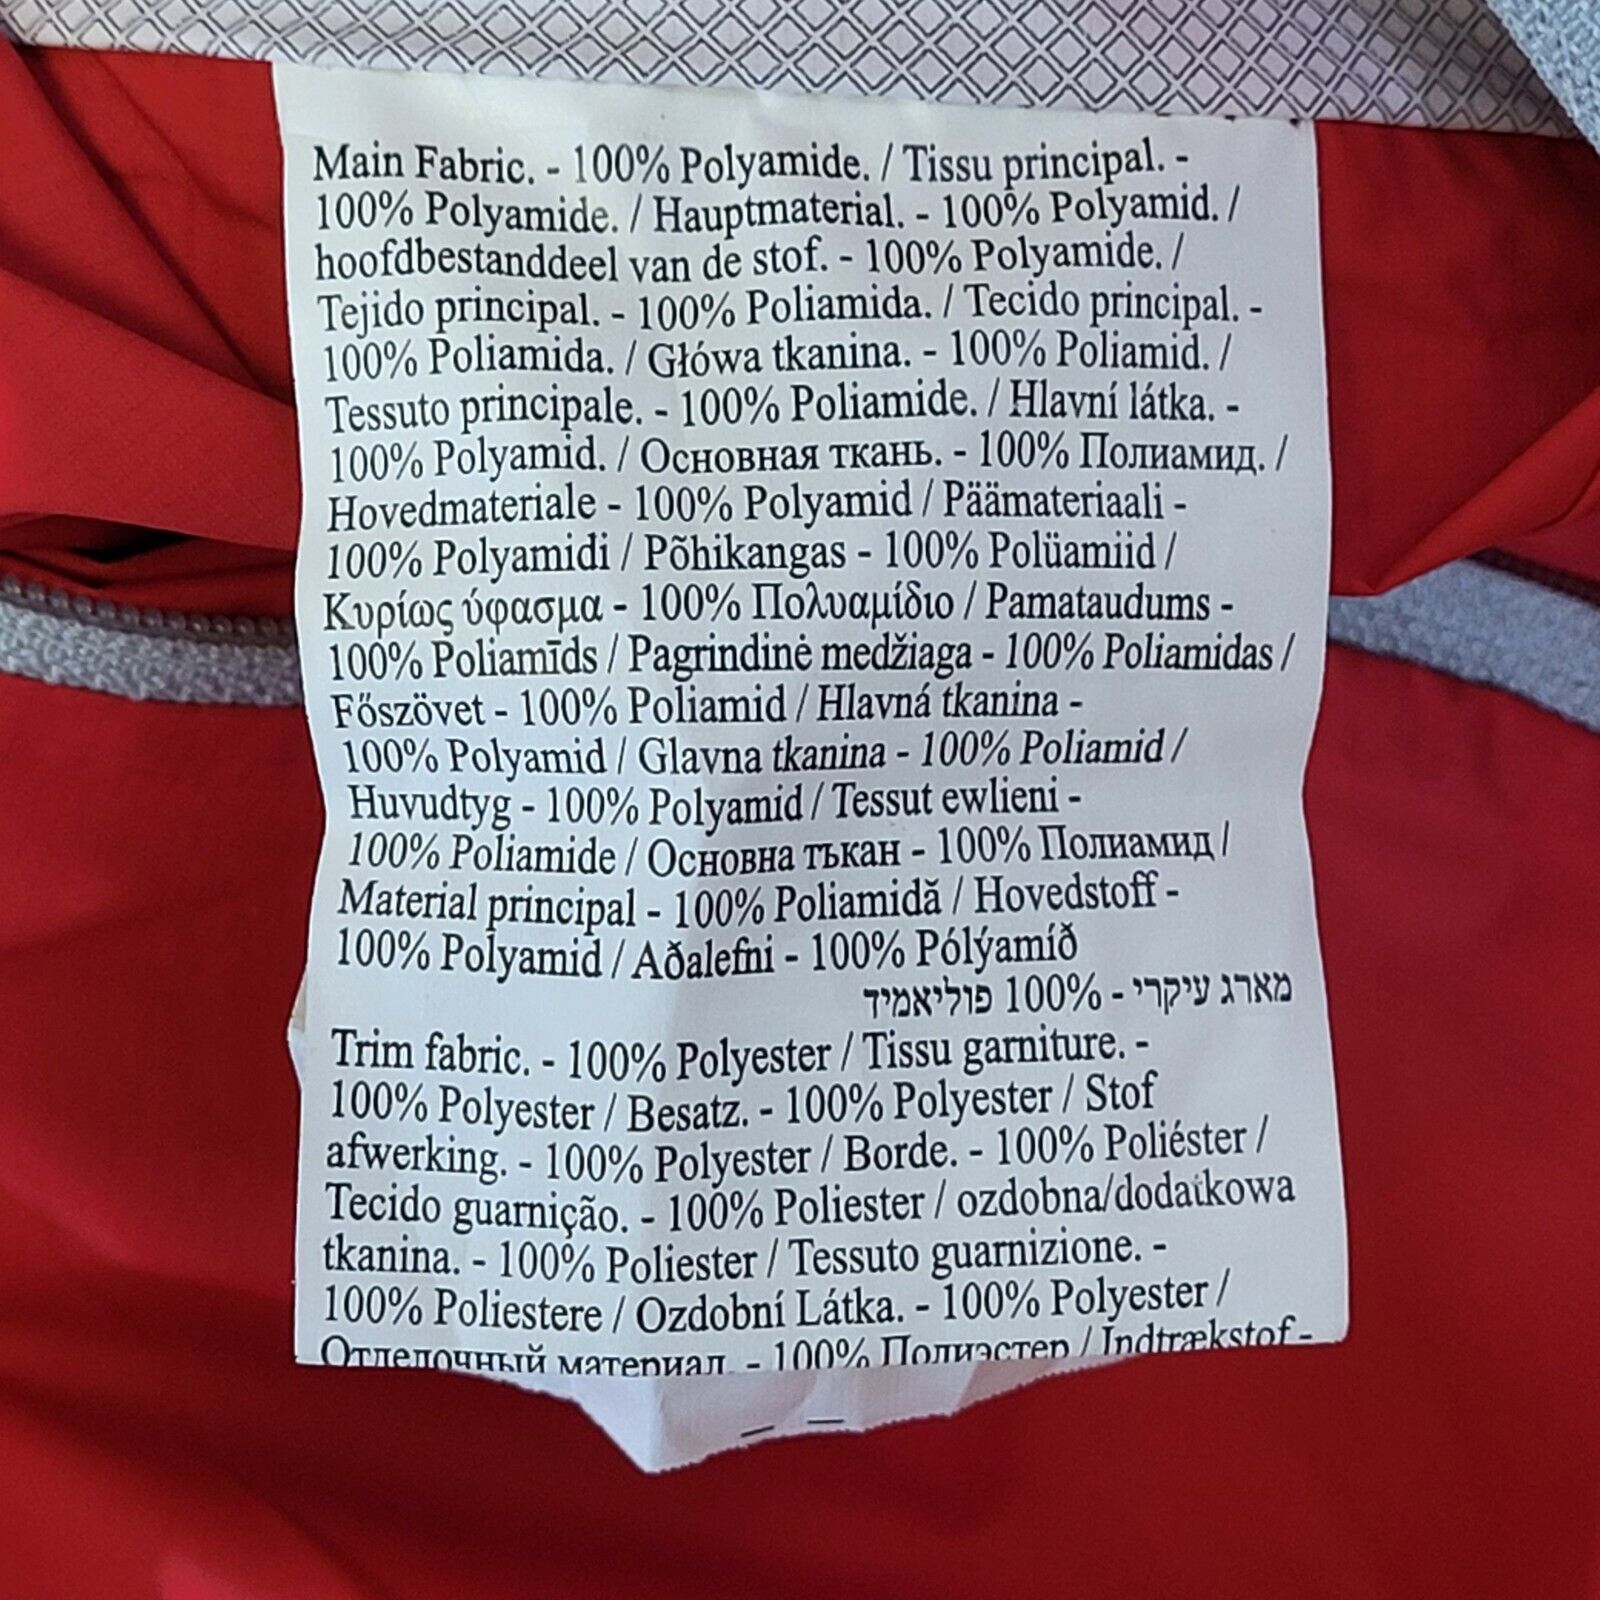 Main Fabric. - 100% Polyamide. / Tissu principal. -
100% Polyamide. / Hauptmaterial. - 100% Polyamid. /
hoofdbestanddeel van de stof. - 100% Polyamide. /
Tejido principal. - 100% Poliamida. / Tecido principal. -
100% Poliamida. / Główa tkanina. - 100% Poliamid. /
Tessuto principale. - 100% Poliamide. / Hlavní látka. -
100% Polyamid. / Основная ткань. - 100% Полиамид. /
Hovedmateriale - 100% Polyamid / Päämateriaali -
100% Polyamidi / Põhikangas - 100% Polüamiid /
Κυρίως ύφασμα - 100% Πολυαμίδιο / Pamataudums -
100% Poliamīds / Pagrindinė medžiaga - 100% Poliamidas /
Főszövet - 100% Poliamid / Hlavná tkanina -
100% Polyamid / Glavna tkanina - 100% Poliamid /
Huvudtyg - 100% Polyamid / Tessut ewlieni -
100% Poliamide / Основна тъкан - 100% Полиамид /
Material principal - 100% Poliamidă / Hovedstoff -
100% Polyamid / Aðalefni - 100% Pólýamíð
מארג עיקרי - 100% פוליאמיד
Trim fabric. - 100% Polyester / Tissu garniture. -
100% Polyester / Besatz. - 100% Polyester / Stof
afwerking. - 100% Polyester / Borde. - 100% Poliéster /
Tecido guarnição. - 100% Poliester / ozdobna/dodatkowa
tkanina. - 100% Poliester / Tessuto guarnizione. -
100% Poliestere / Ozdobní Látka. - 100% Polyester /
Отделочный материал. - 100% Полиэстер / Indtrækstof -